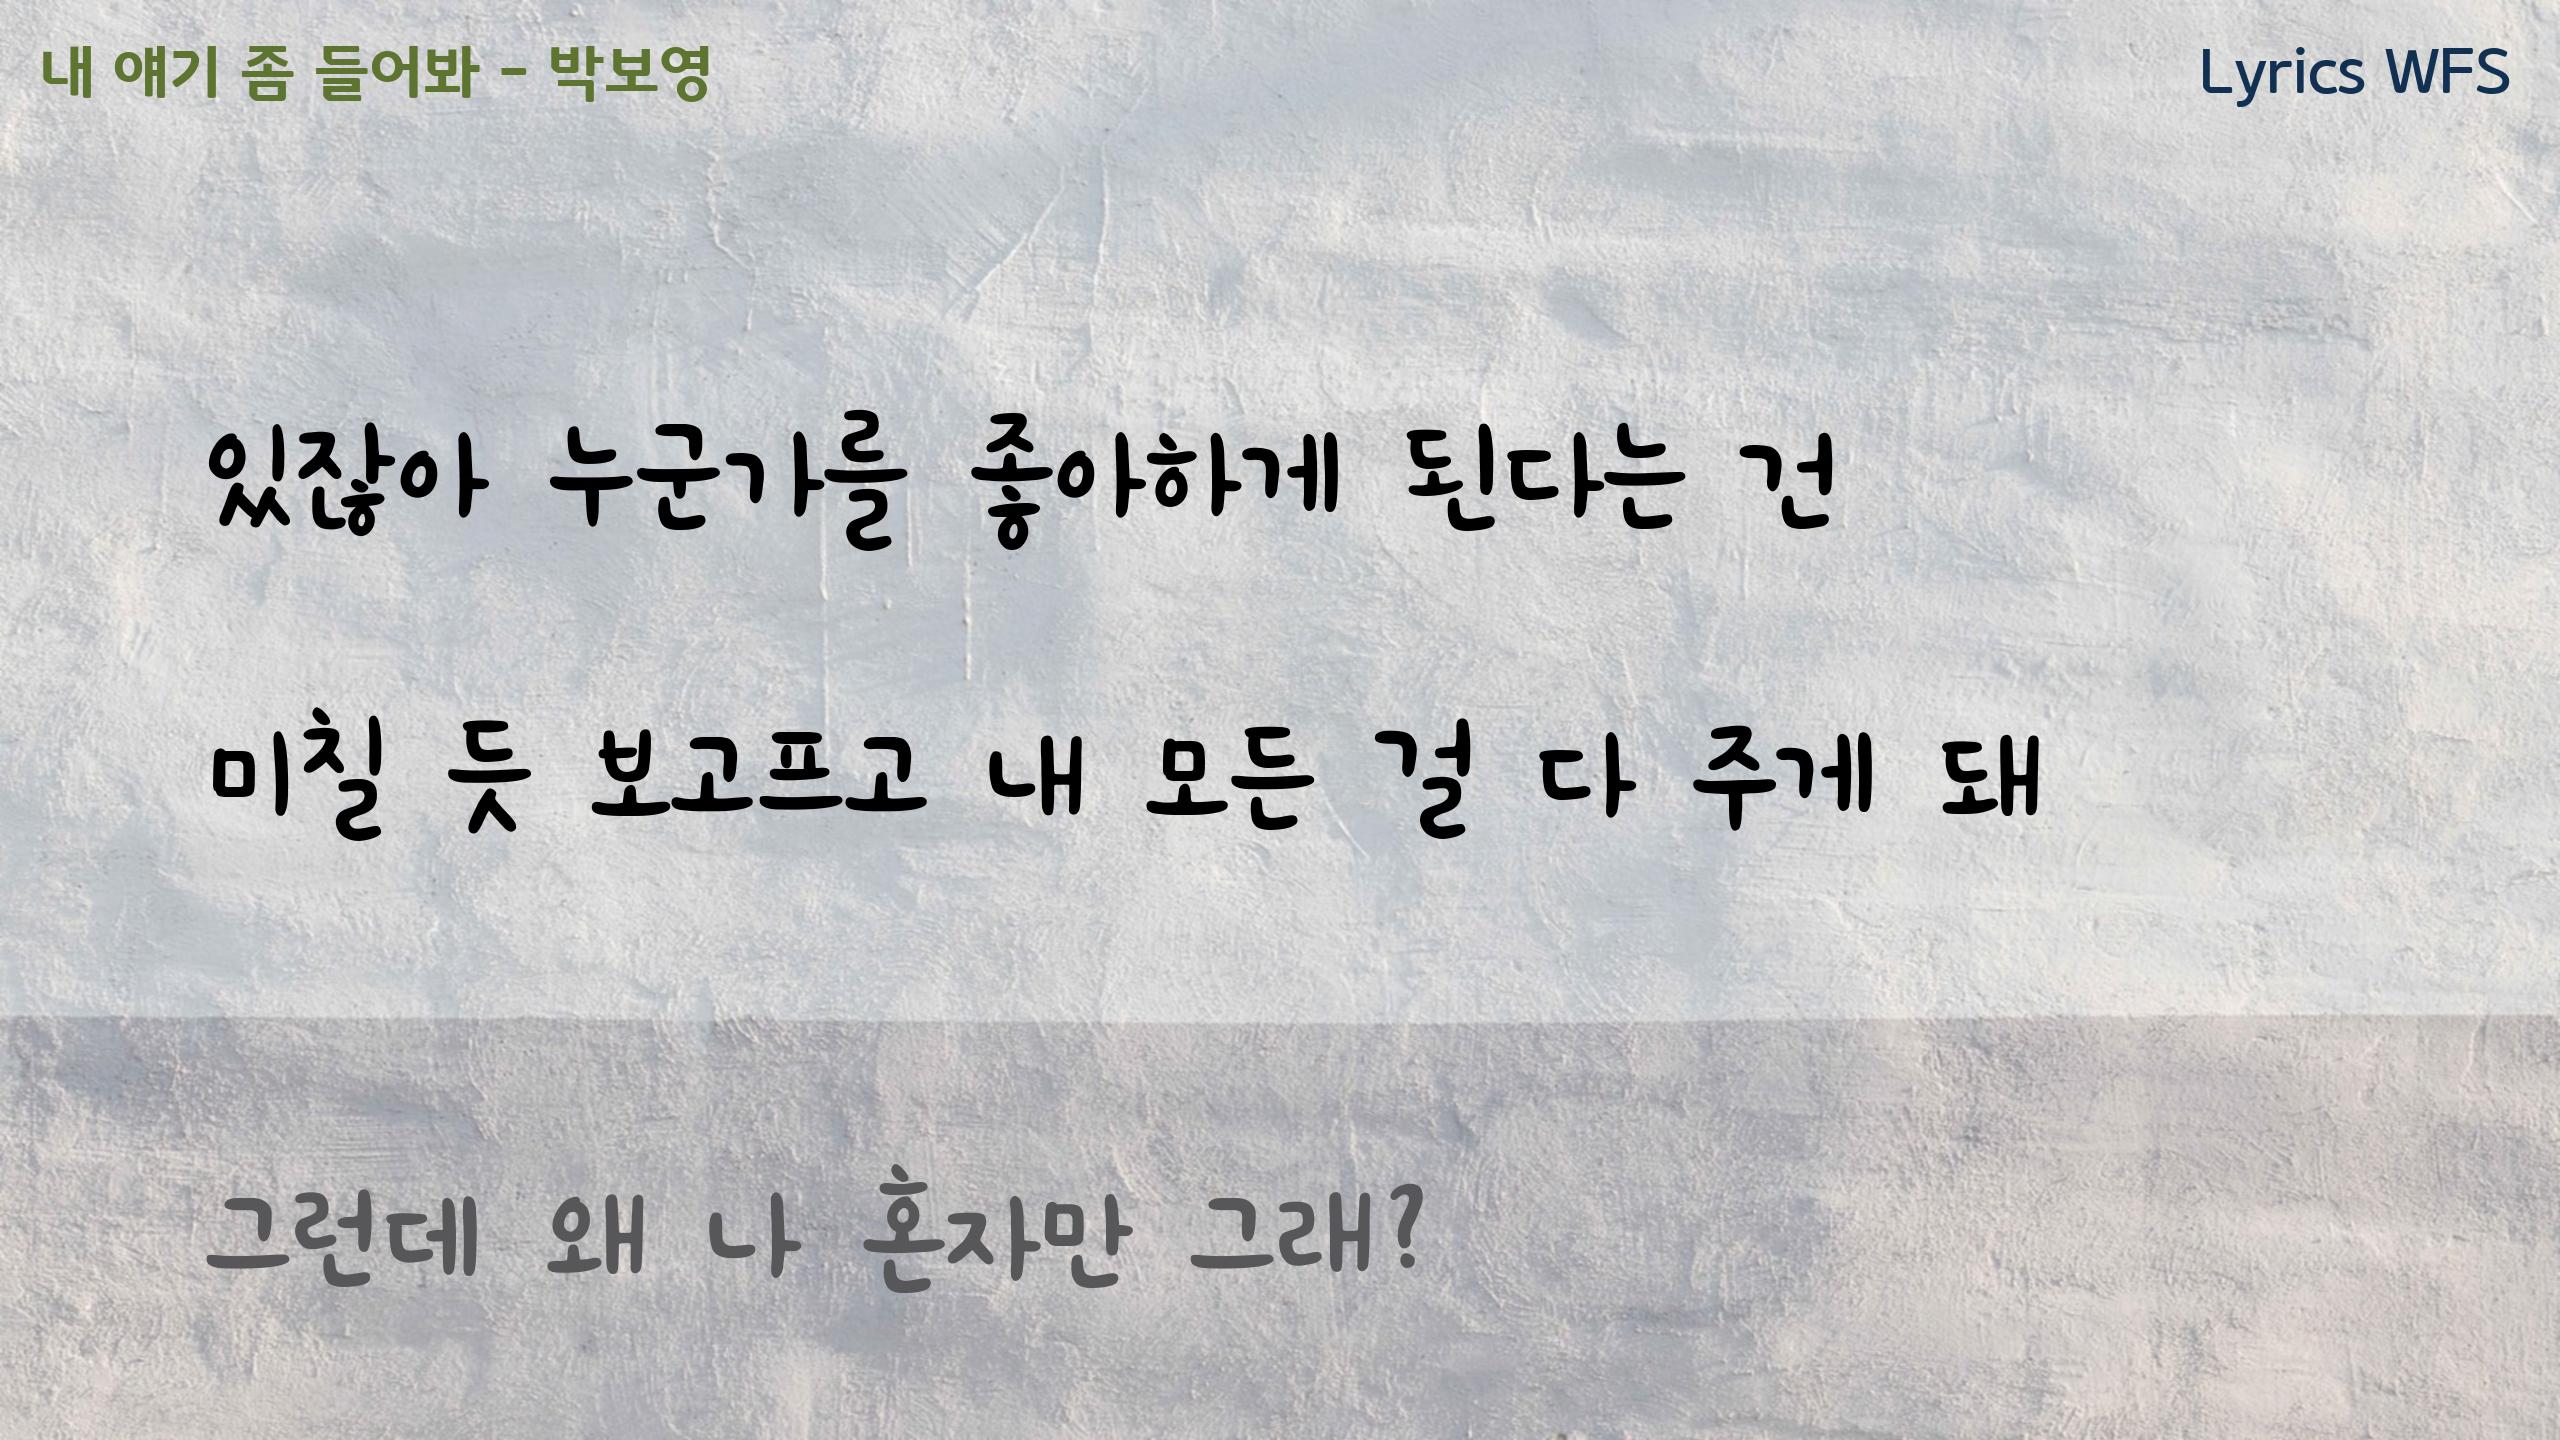 내 얘기 좀 들어봐 - 박보영
Lyrics WFS
있잖아 누군가를 좋아하게 된다는 건
미칠 듯 보고프고 내 모든 걸 다 주게 돼
그런데 왜 나 혼자만 그래?